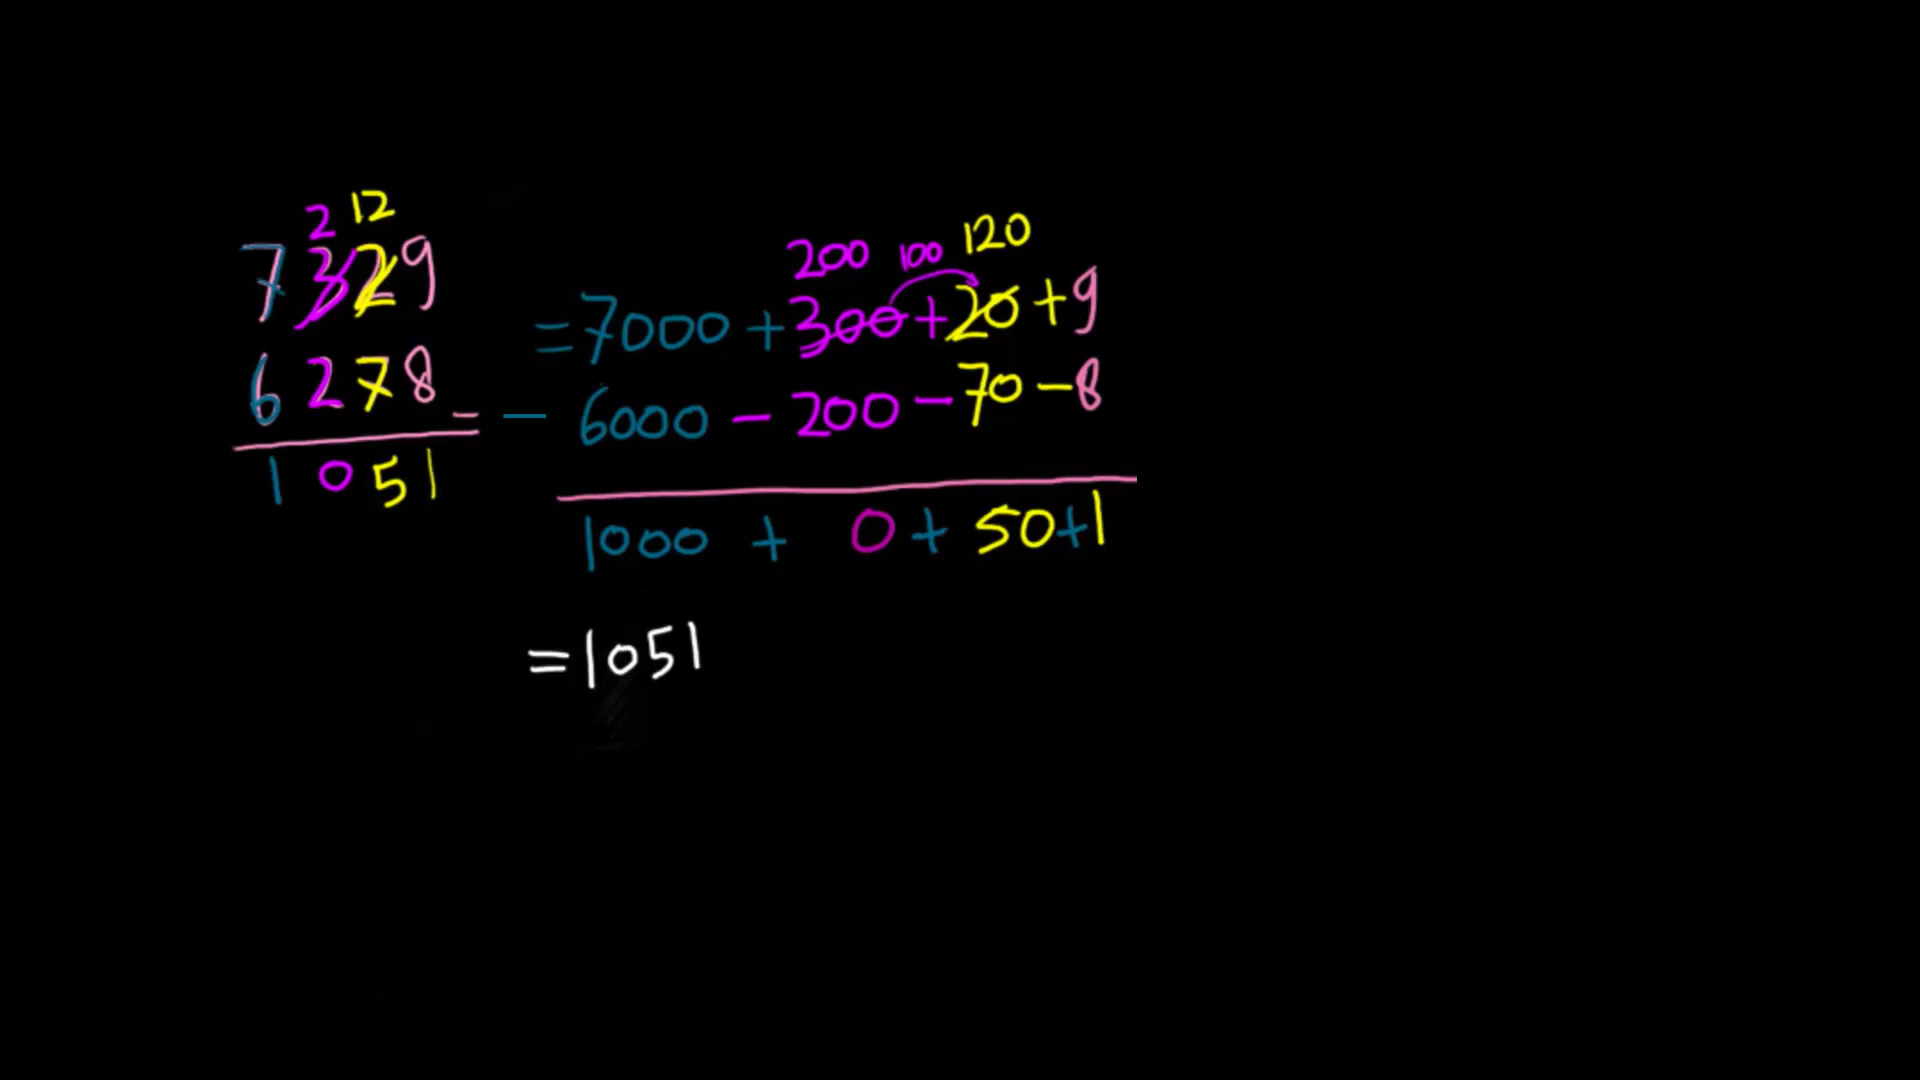 2 12
7329
6278 -
1051
200 100 120
= 7000 + 300 + 20 + 9
- 6000 - 200 - 70 - 8
1000 + 0 + 50 + 1
= 1051